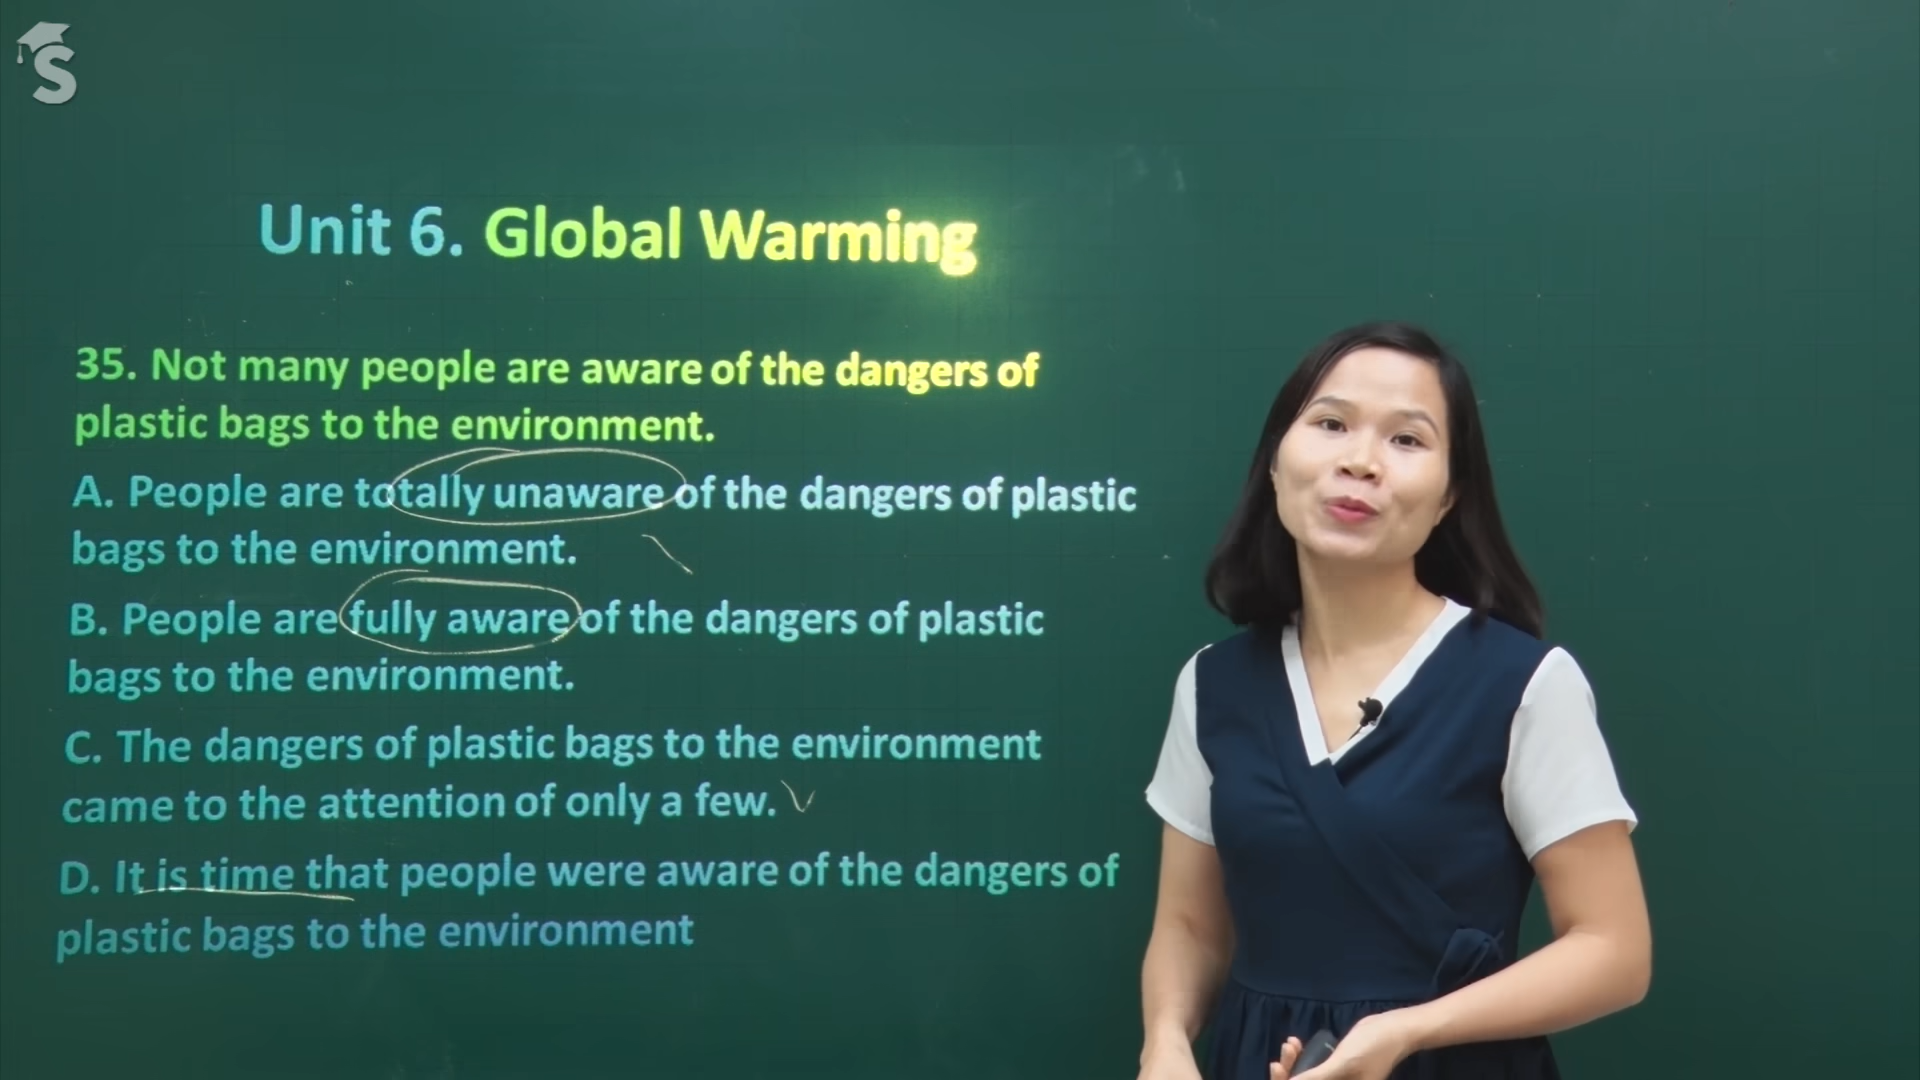 S
Unit 6. Global Warming
35. Not many people are aware of the dangers of
plastic bags to the environment.
A. People are totally unaware of the dangers of plastic
bags to the environment.
B. People are fully aware of the dangers of plastic
bags to the environment.
C. The dangers of plastic bags to the environment
came to the attention of only a few.
D. It is time that people were aware of the dangers of
plastic bags to the environment